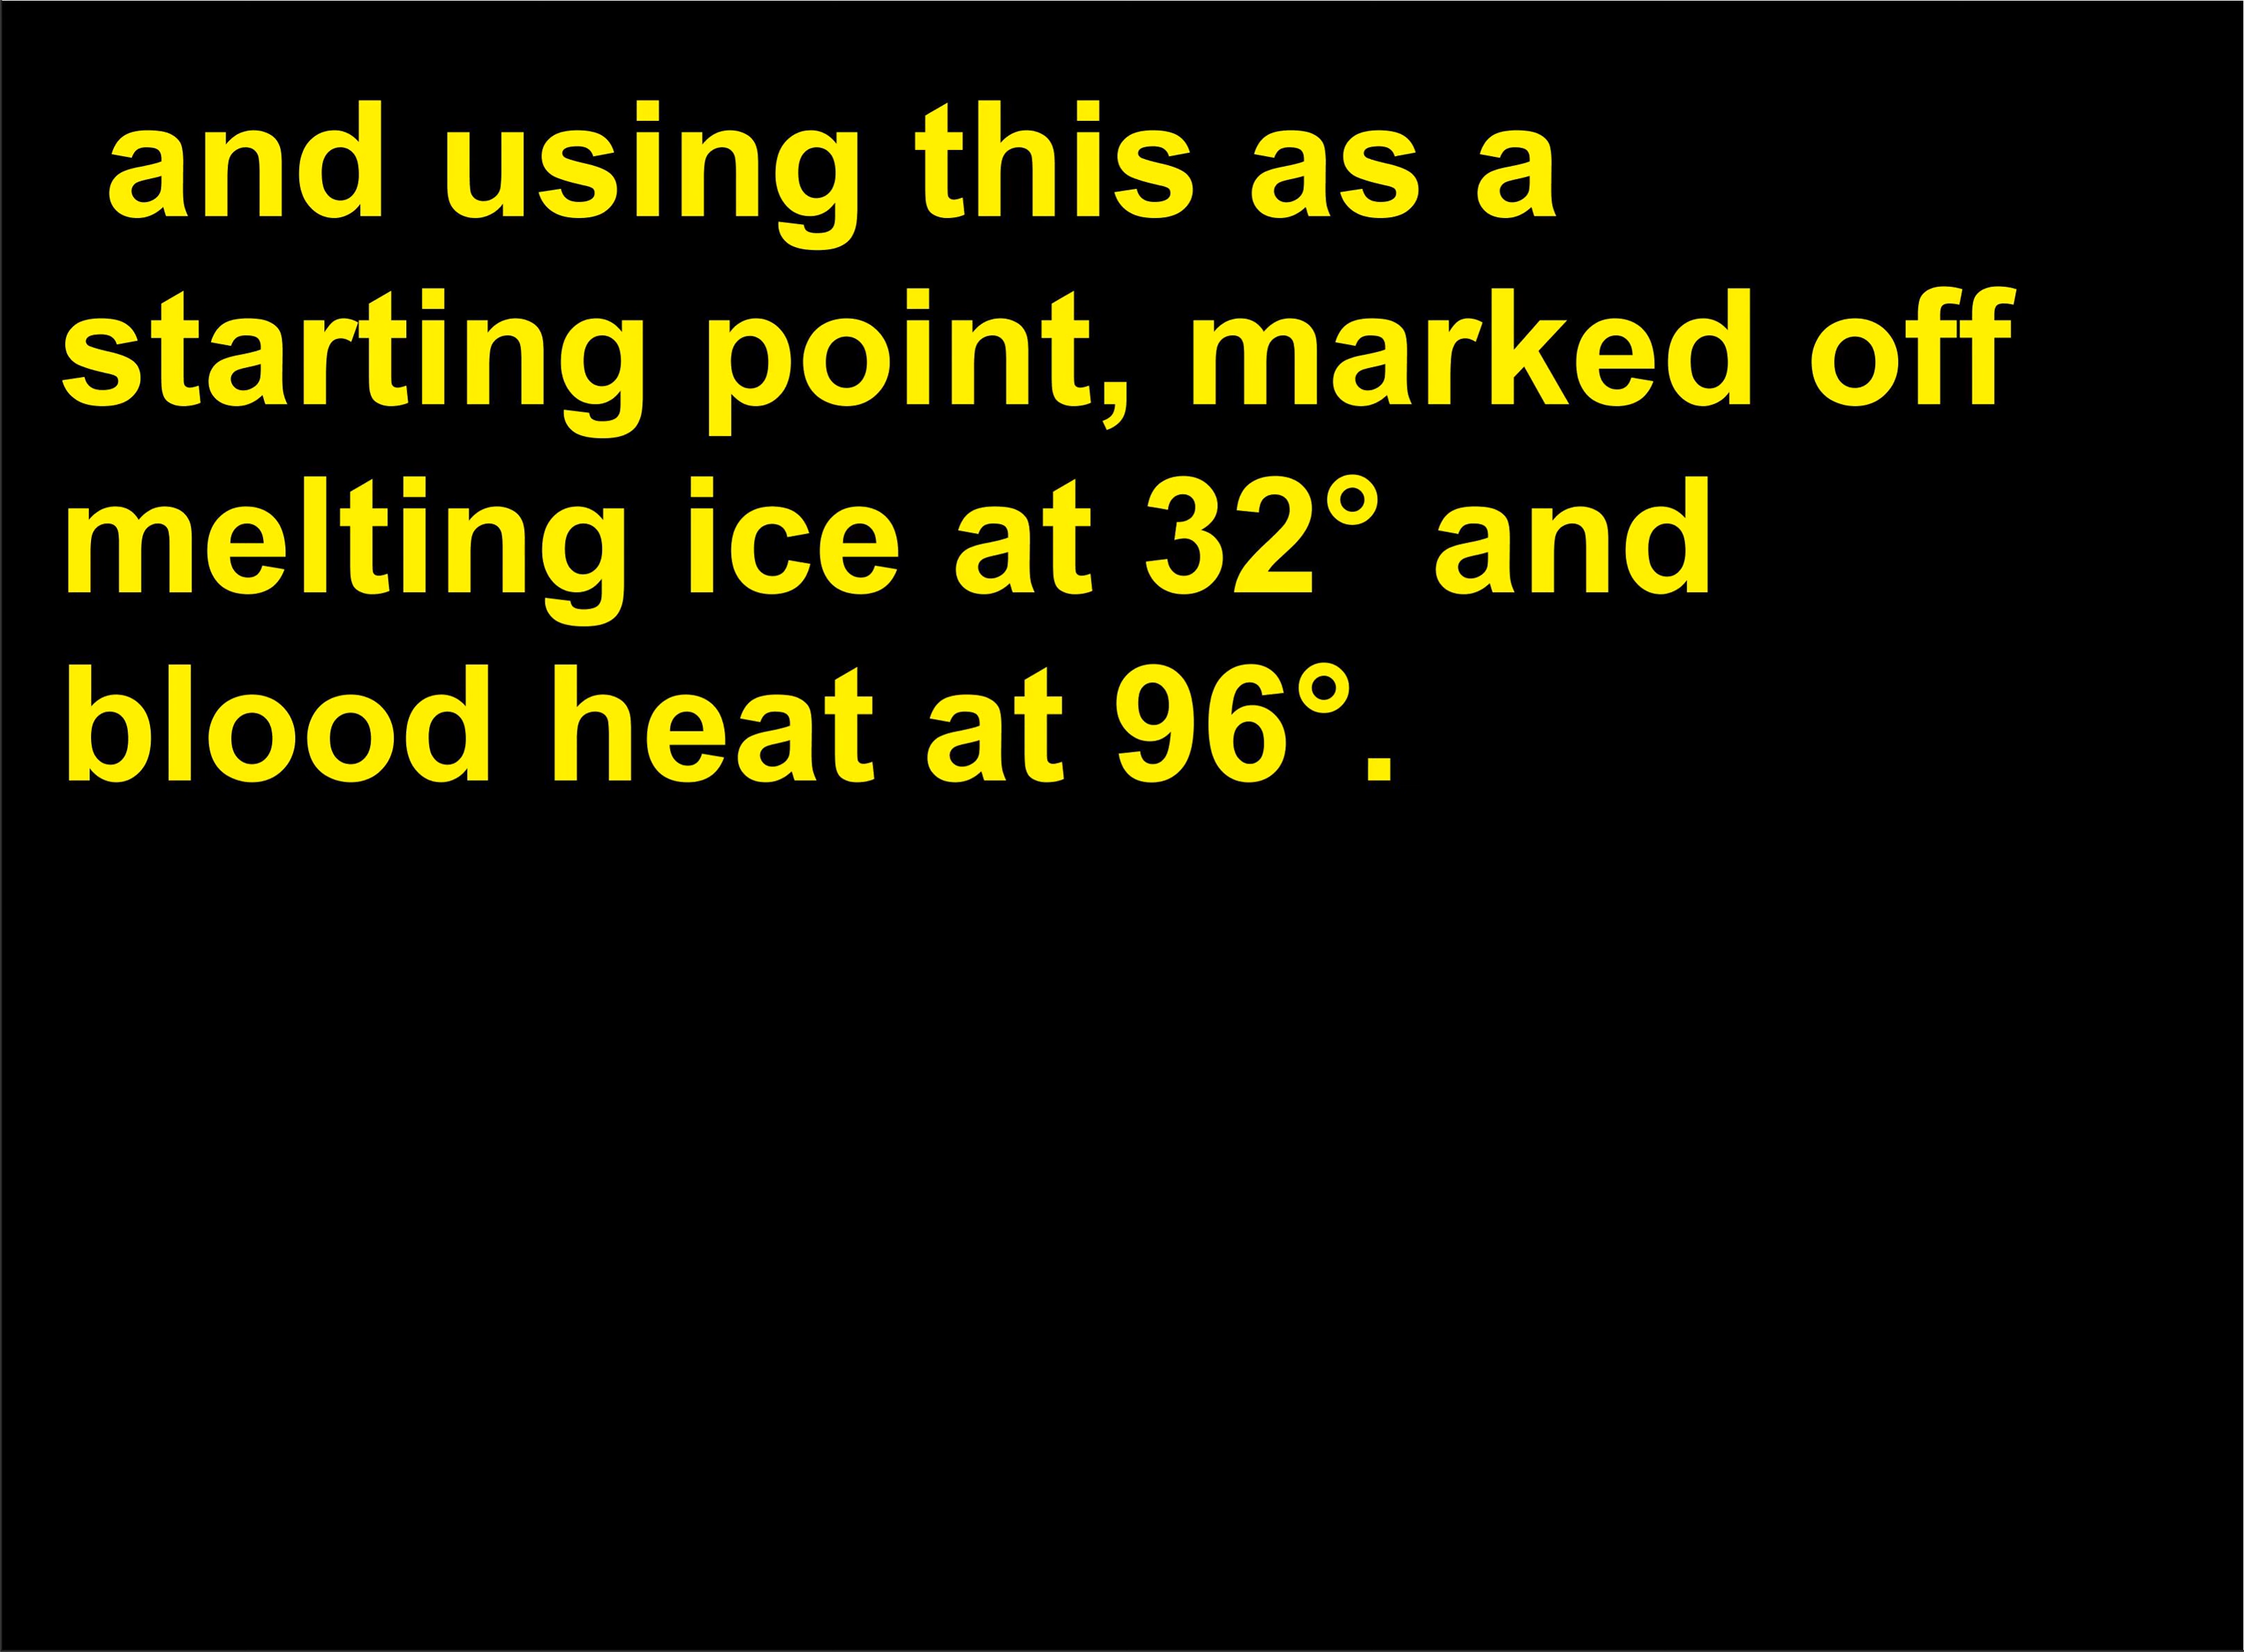 and using this as a
starting point, marked off
melting ice at 32° and
blood heat at 96°.